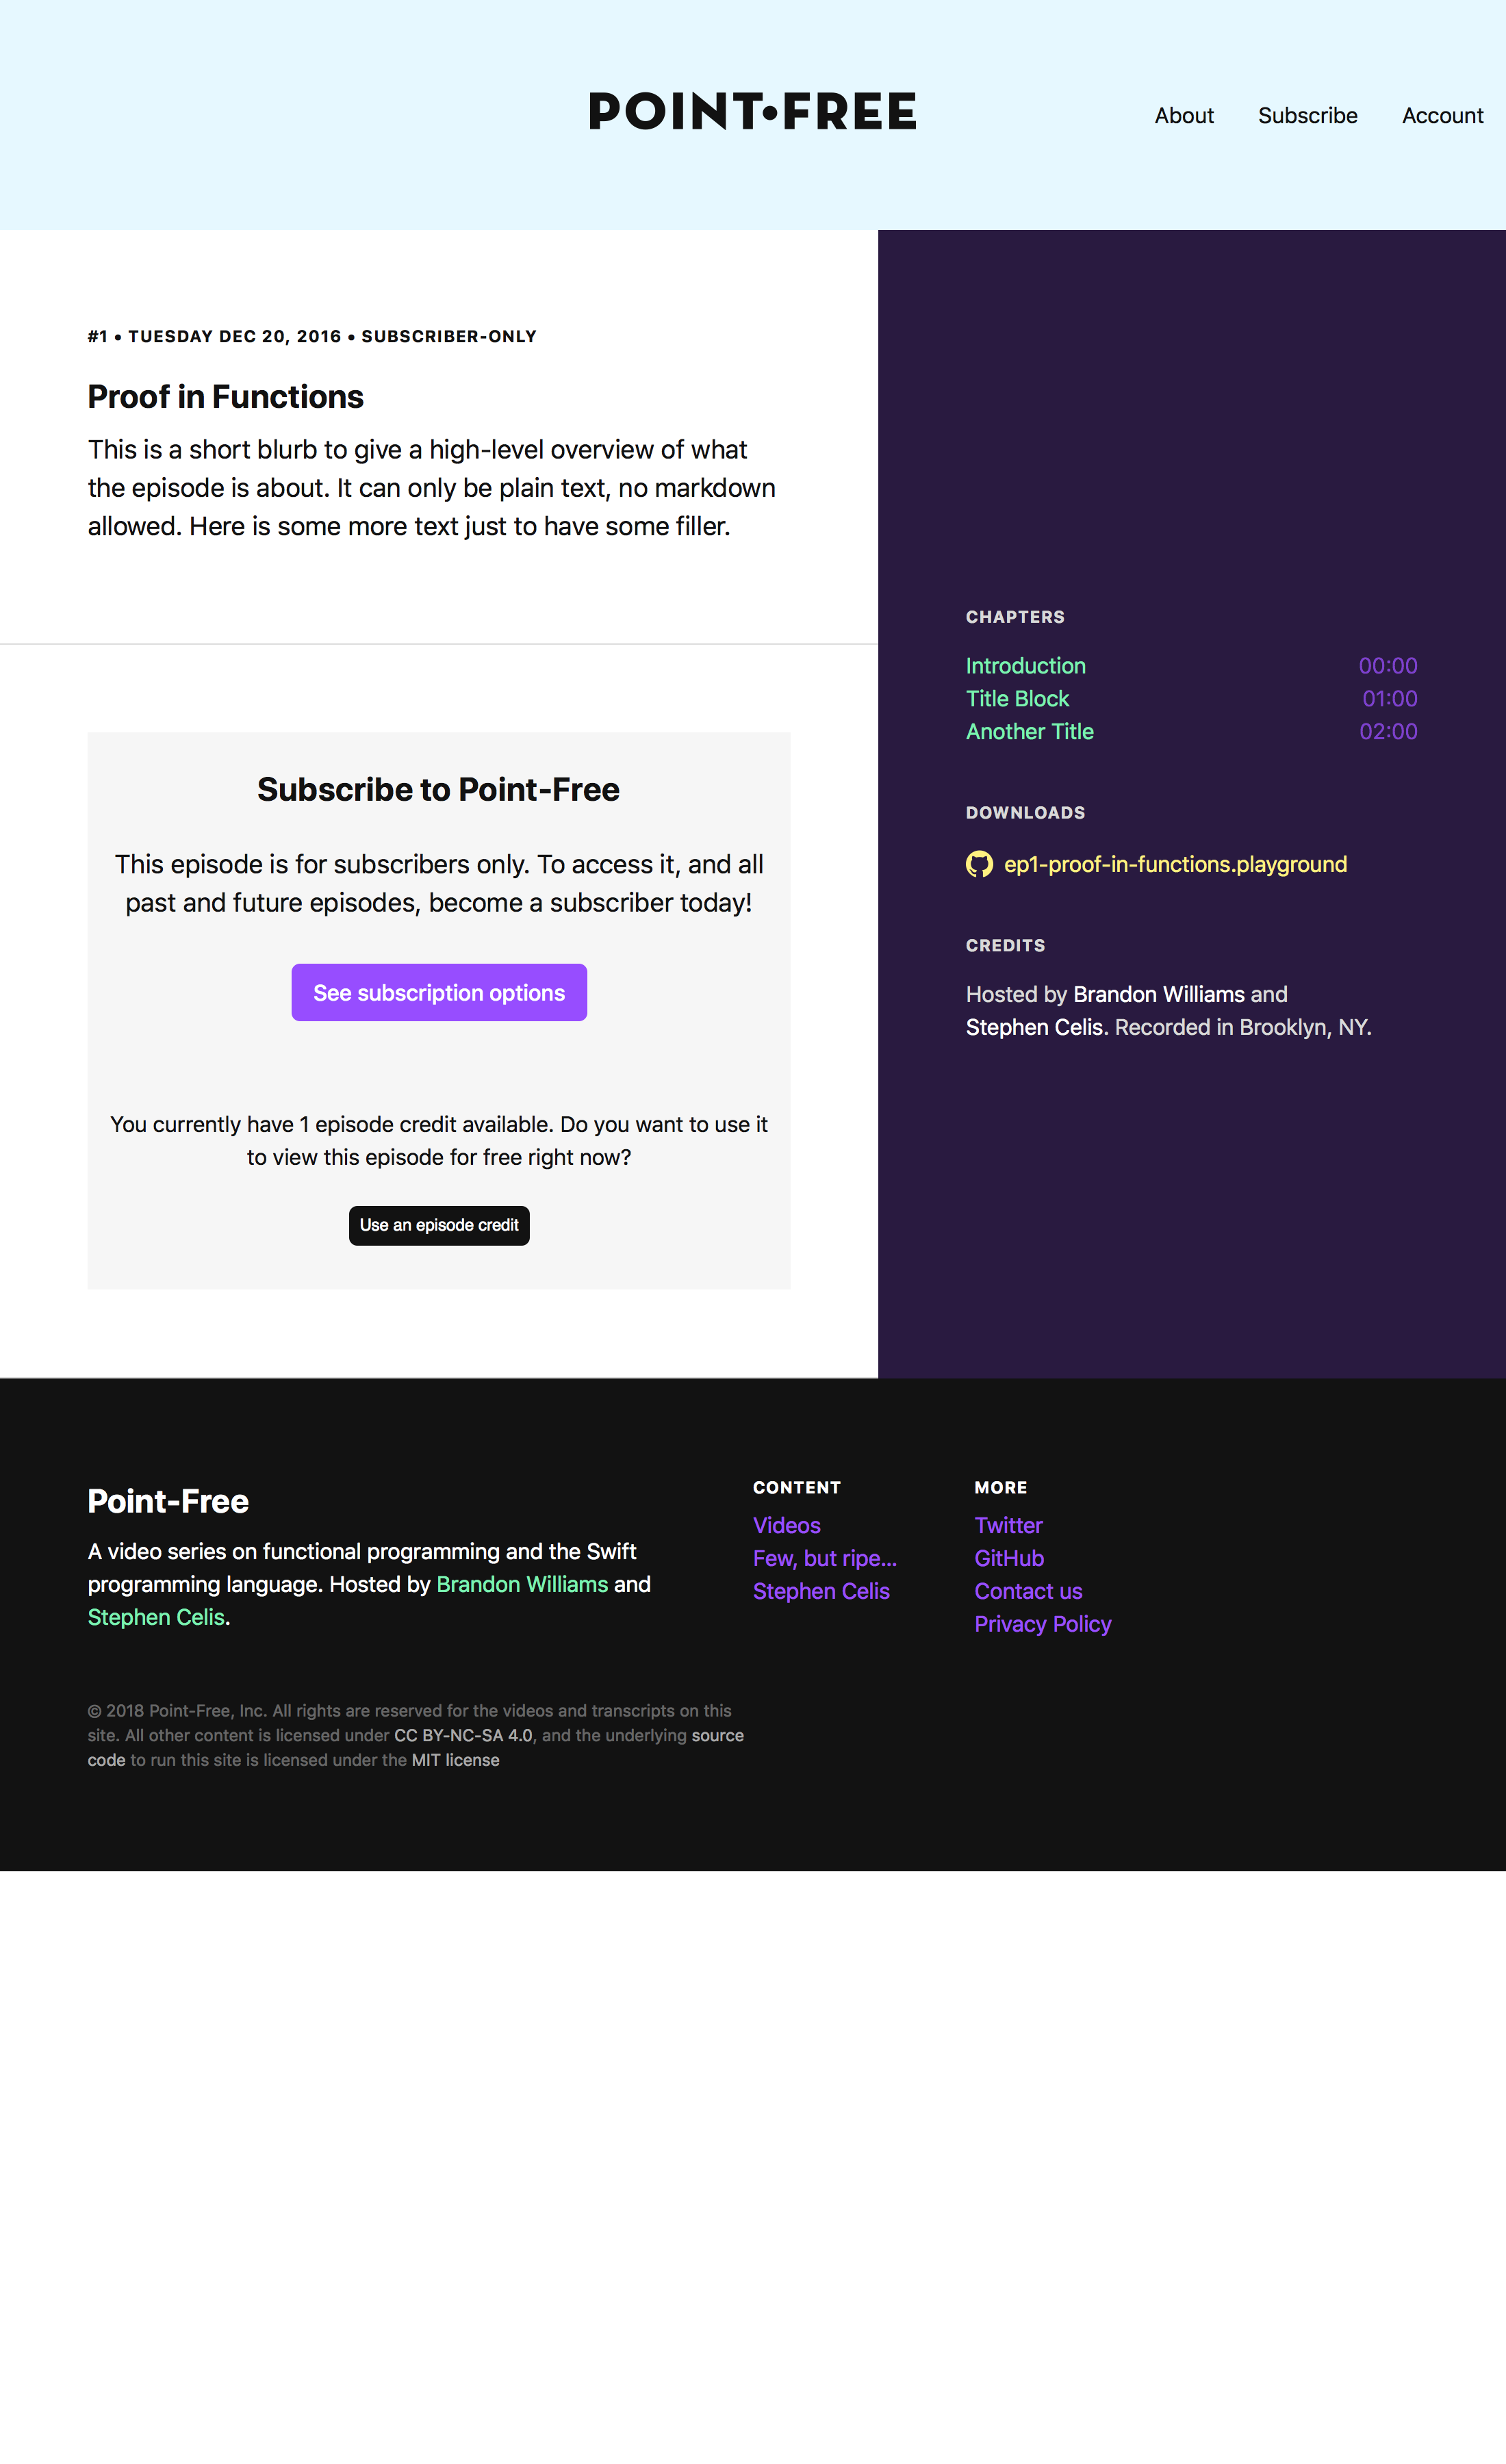 POINT•FREE
About Subscribe Account
#1 • TUESDAY DEC 20, 2016 • SUBSCRIBER-ONLY
Proof in Functions
This is a short blurb to give a high-level overview of what
the episode is about. It can only be plain text, no markdown
allowed. Here is some more text just to have some filler.
Subscribe to Point-Free
This episode is for subscribers only. To access it, and all
past and future episodes, become a subscriber today!
See subscription options
You currently have 1 episode credit available. Do you want to use it
to view this episode for free right now?
Use an episode credit
CHAPTERS
Introduction 00:00
Title Block 01:00
Another Title 02:00
DOWNLOADS
ep1-proof-in-functions.playground
CREDITS
Hosted by Brandon Williams and
Stephen Celis. Recorded in Brooklyn, NY.
Point-Free
A video series on functional programming and the Swift
programming language. Hosted by Brandon Williams and
Stephen Celis.
CONTENT
Videos
Few, but ripe...
Stephen Celis
MORE
Twitter
GitHub
Contact us
Privacy Policy
© 2018 Point-Free, Inc. All rights are reserved for the videos and transcripts on this
site. All other content is licensed under CC BY-NC-SA 4.0, and the underlying source
code to run this site is licensed under the MIT license